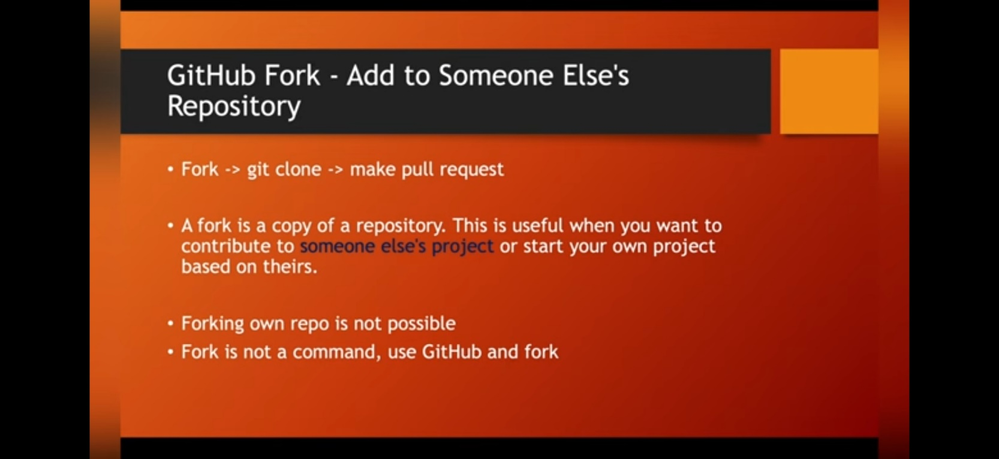 GitHub Fork - Add to Someone Else's
Repository
• Fork -> git clone -> make pull request
• A fork is a copy of a repository. This is useful when you want to
contribute to someone else's project or start your own project
based on theirs.
• Forking own repo is not possible
• Fork is not a command, use GitHub and fork